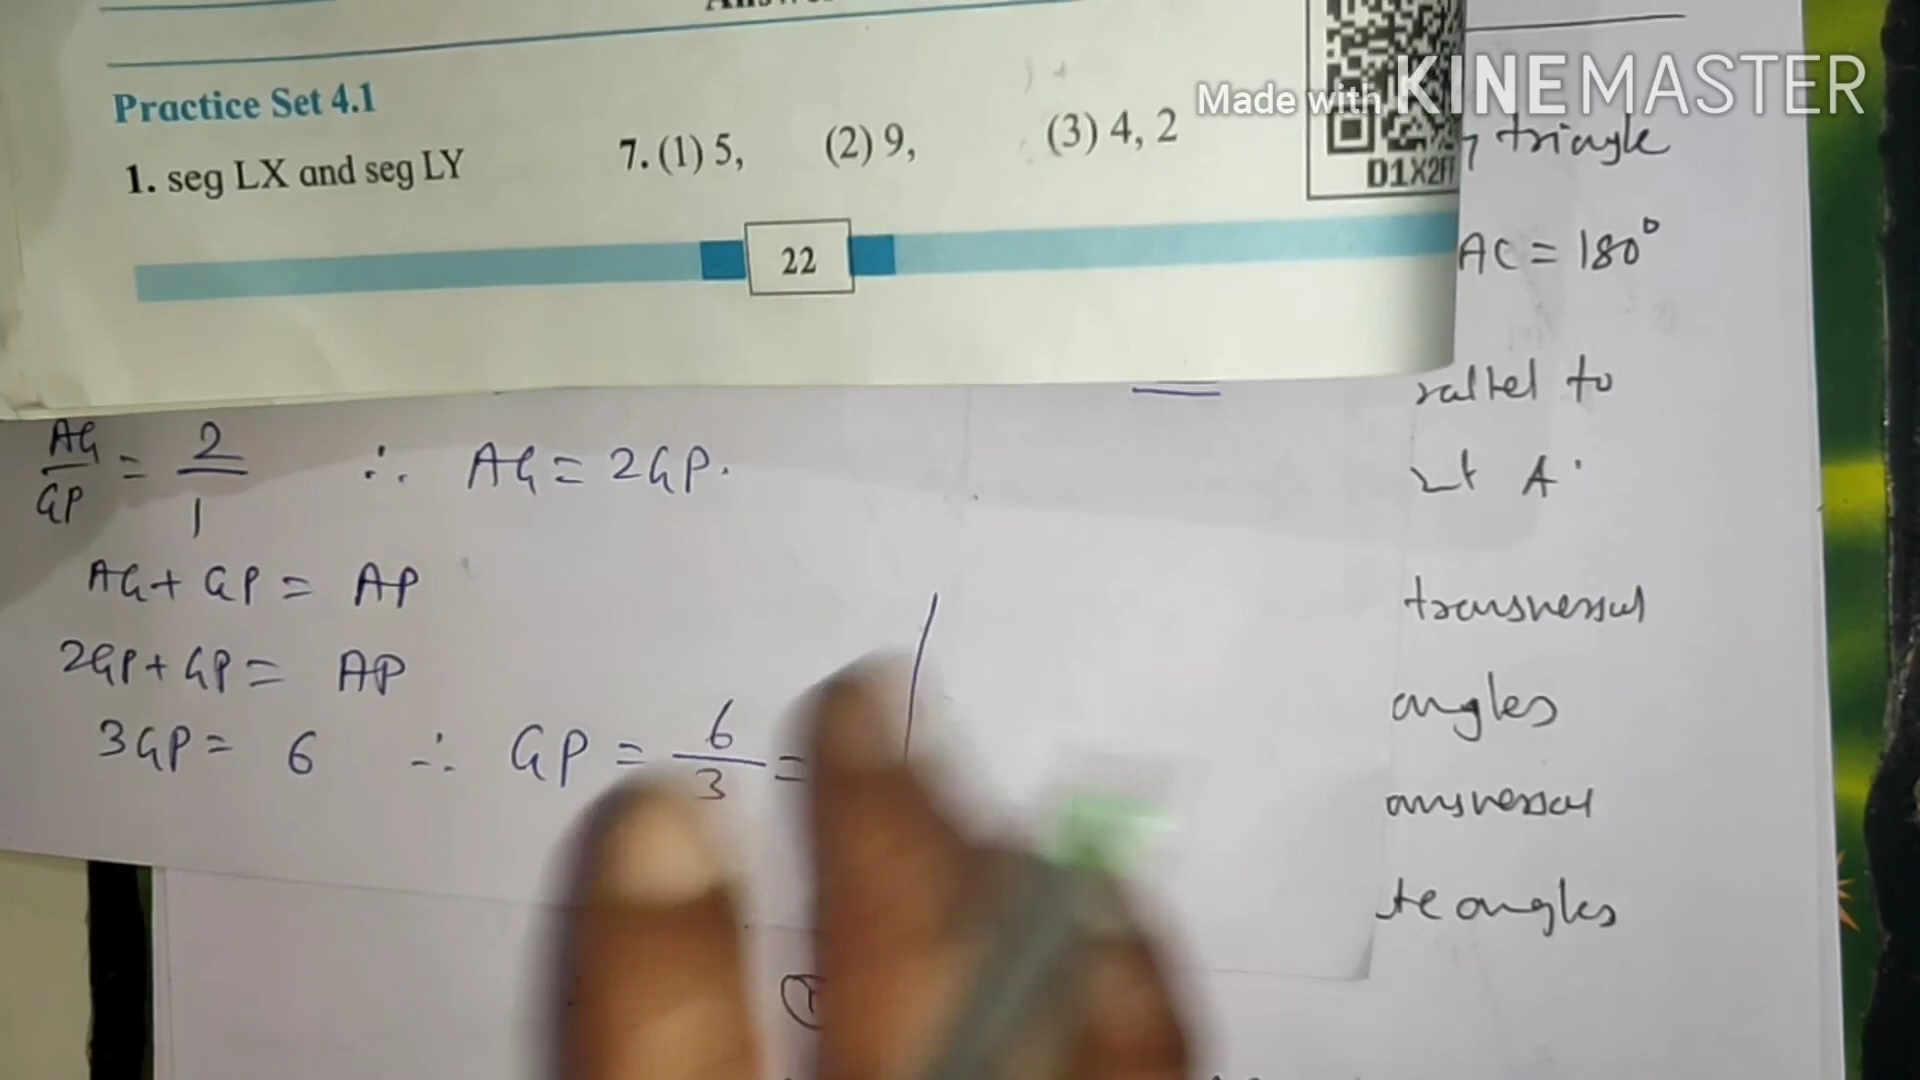 Made with KINEMASTER
Practice Set 4.1
1. seg LX and seg LY 7. (1) 5, (2) 9, (3) 4, 2
D1X2F
22
triangle
AC = 180°
rallel to
at A.
transversal
angles
ansversal
te angles
AG/GP = 2/1 ∴ AG = 2GP.
AG + GP = AP
2GP + GP = AP
3GP = 6 ∴ GP = 6/3 =